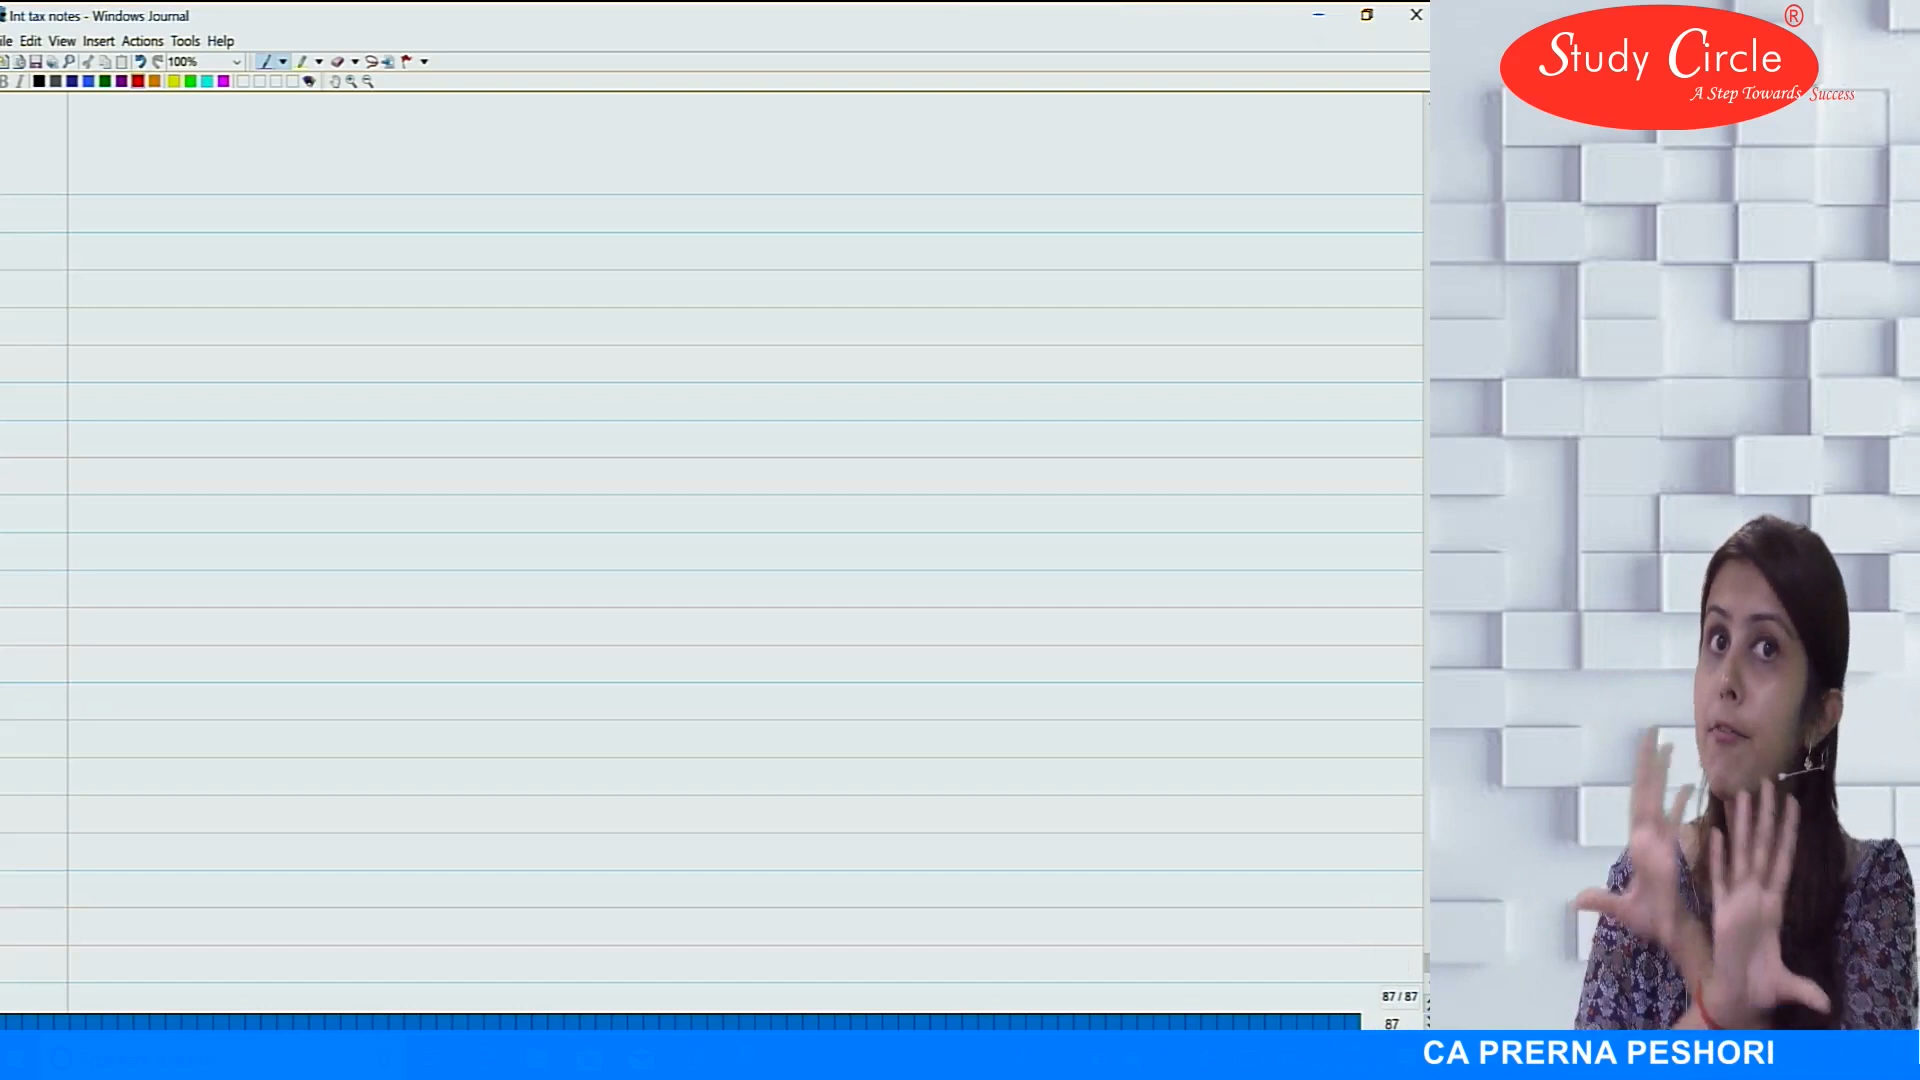 Int tax notes - Windows Journal
ile Edit View Insert Actions Tools Help
100%
B I
Study Circle ®
A Step Towards Success
87 / 87
87
CA PRERNA PESHORI